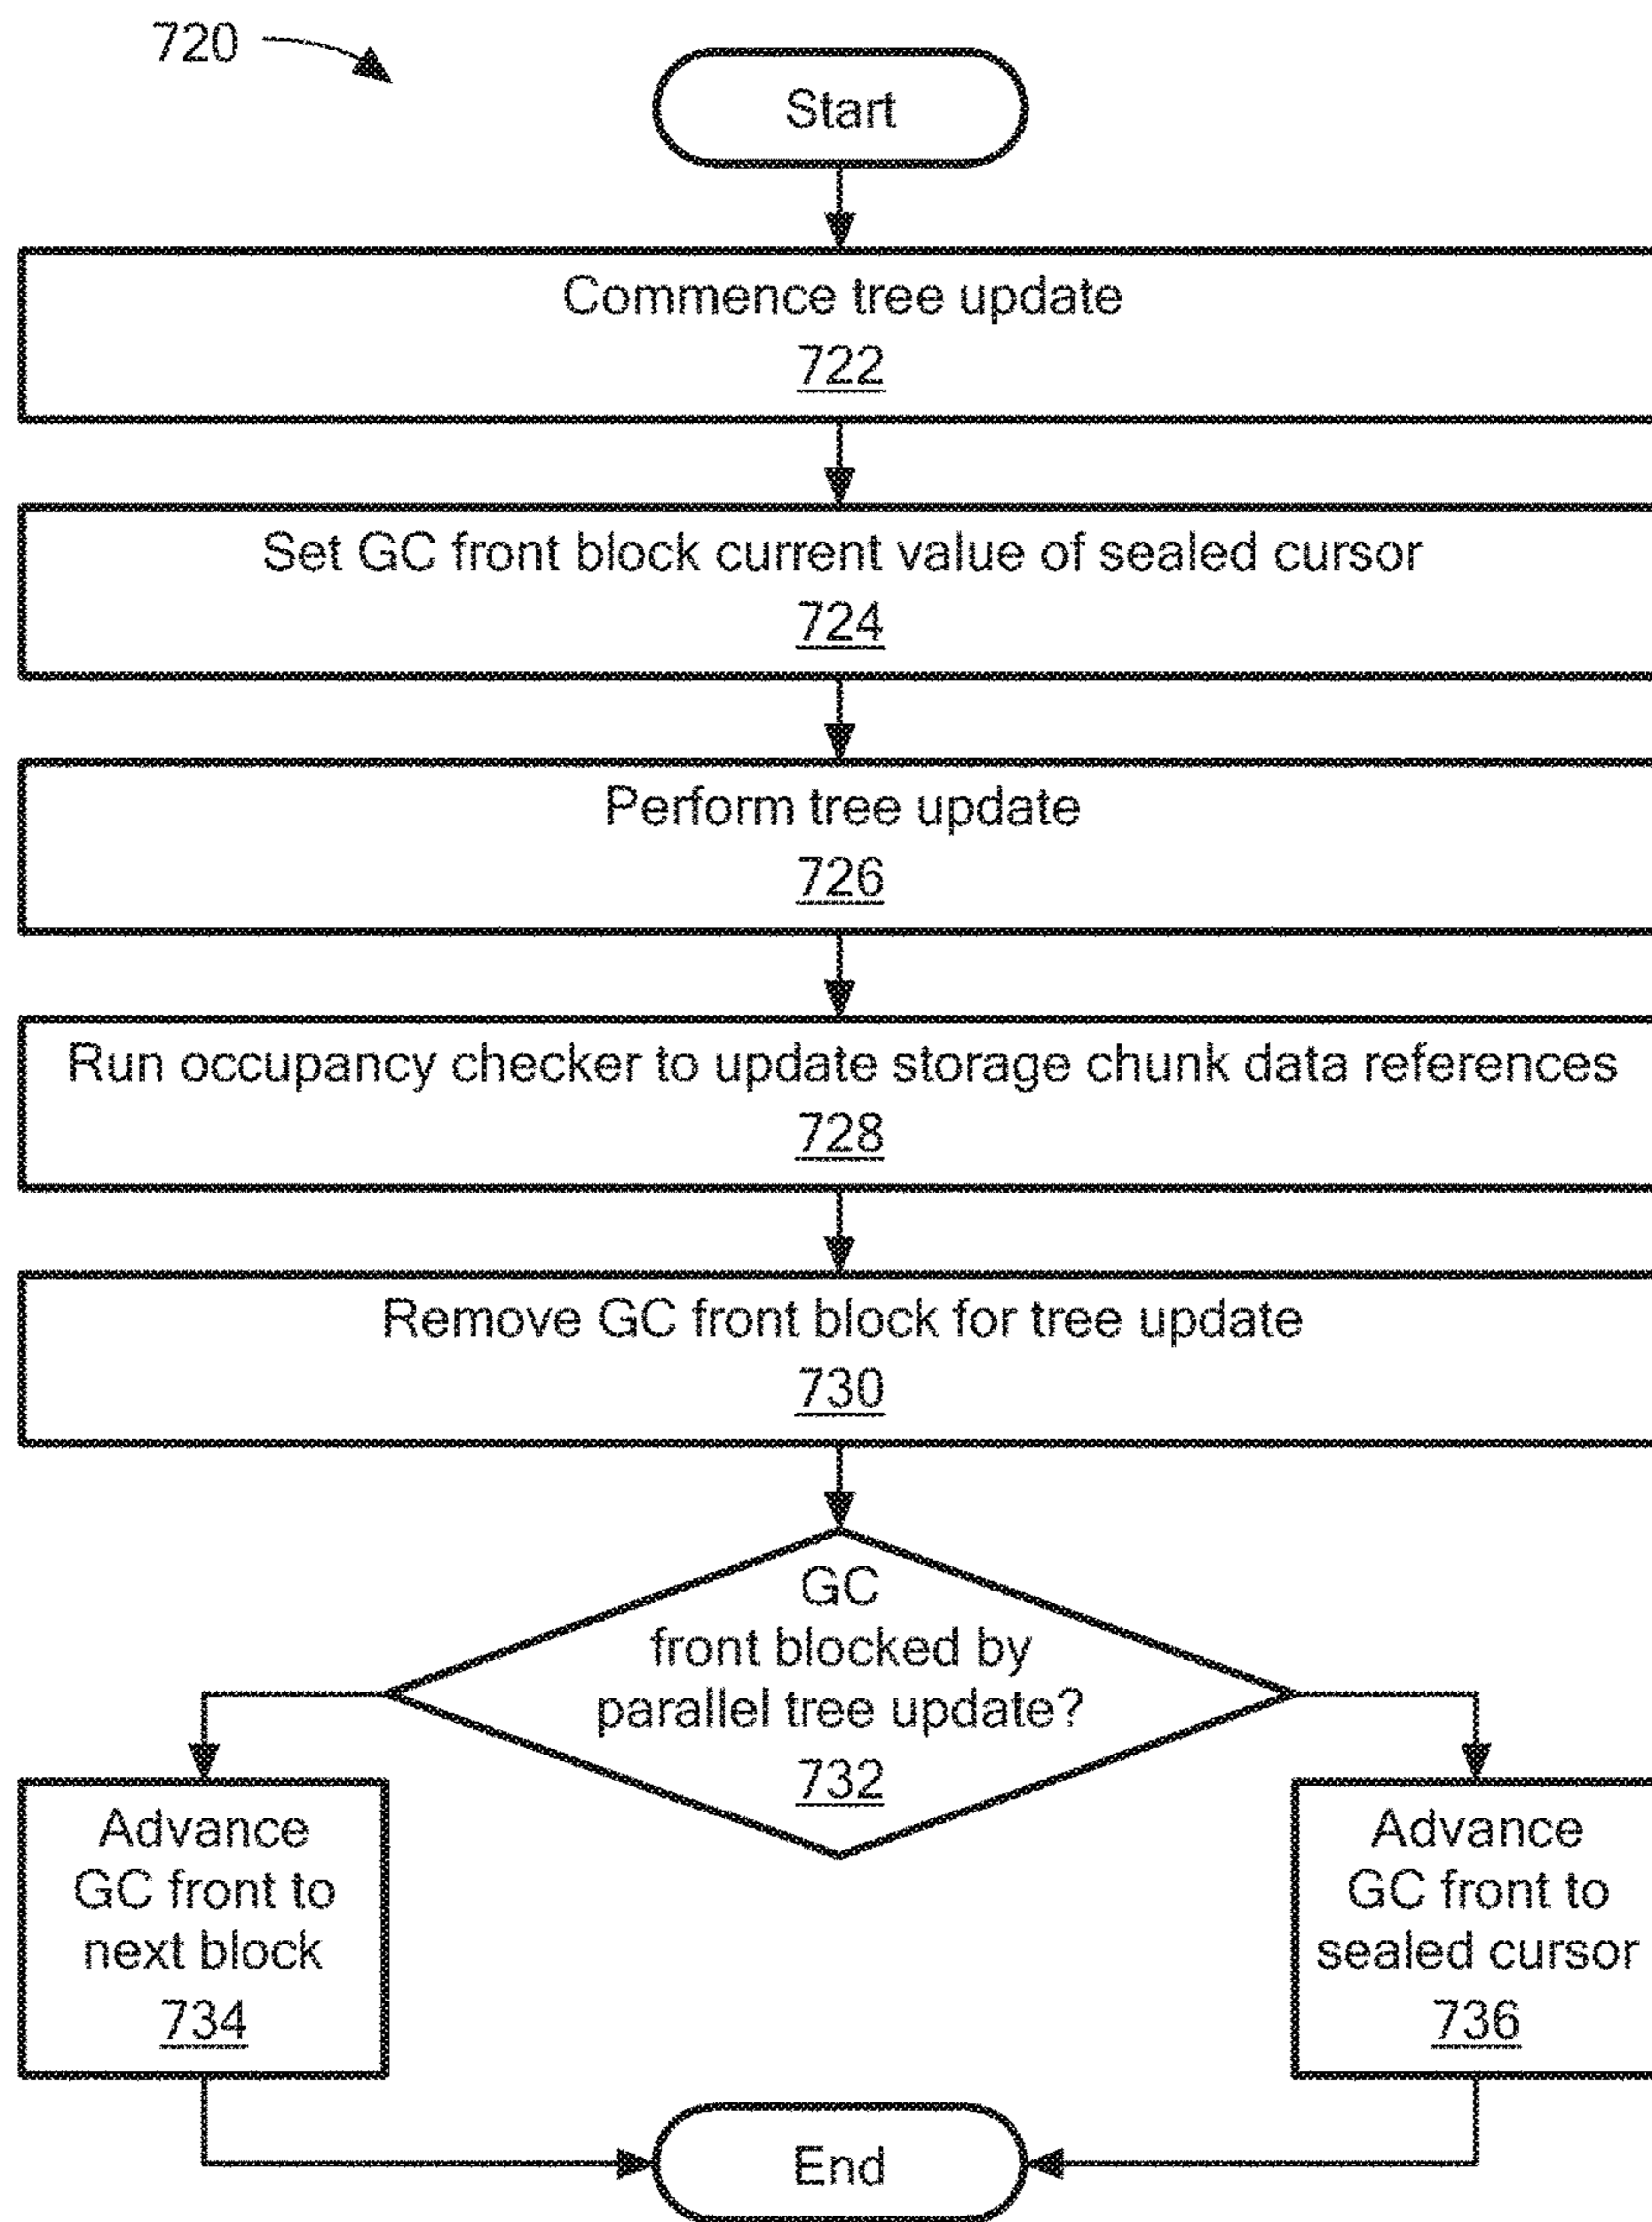 720
Start
Commence tree update
722
Set GC front block current value of sealed cursor
724
Perform tree update
726
Run occupancy checker to update storage chunk data references
728
Remove GC front block for tree update
730
GC
front blocked by
parallel tree update?
732
Advance
GC front to
next block
734
Advance
GC front to
sealed cursor
736
End